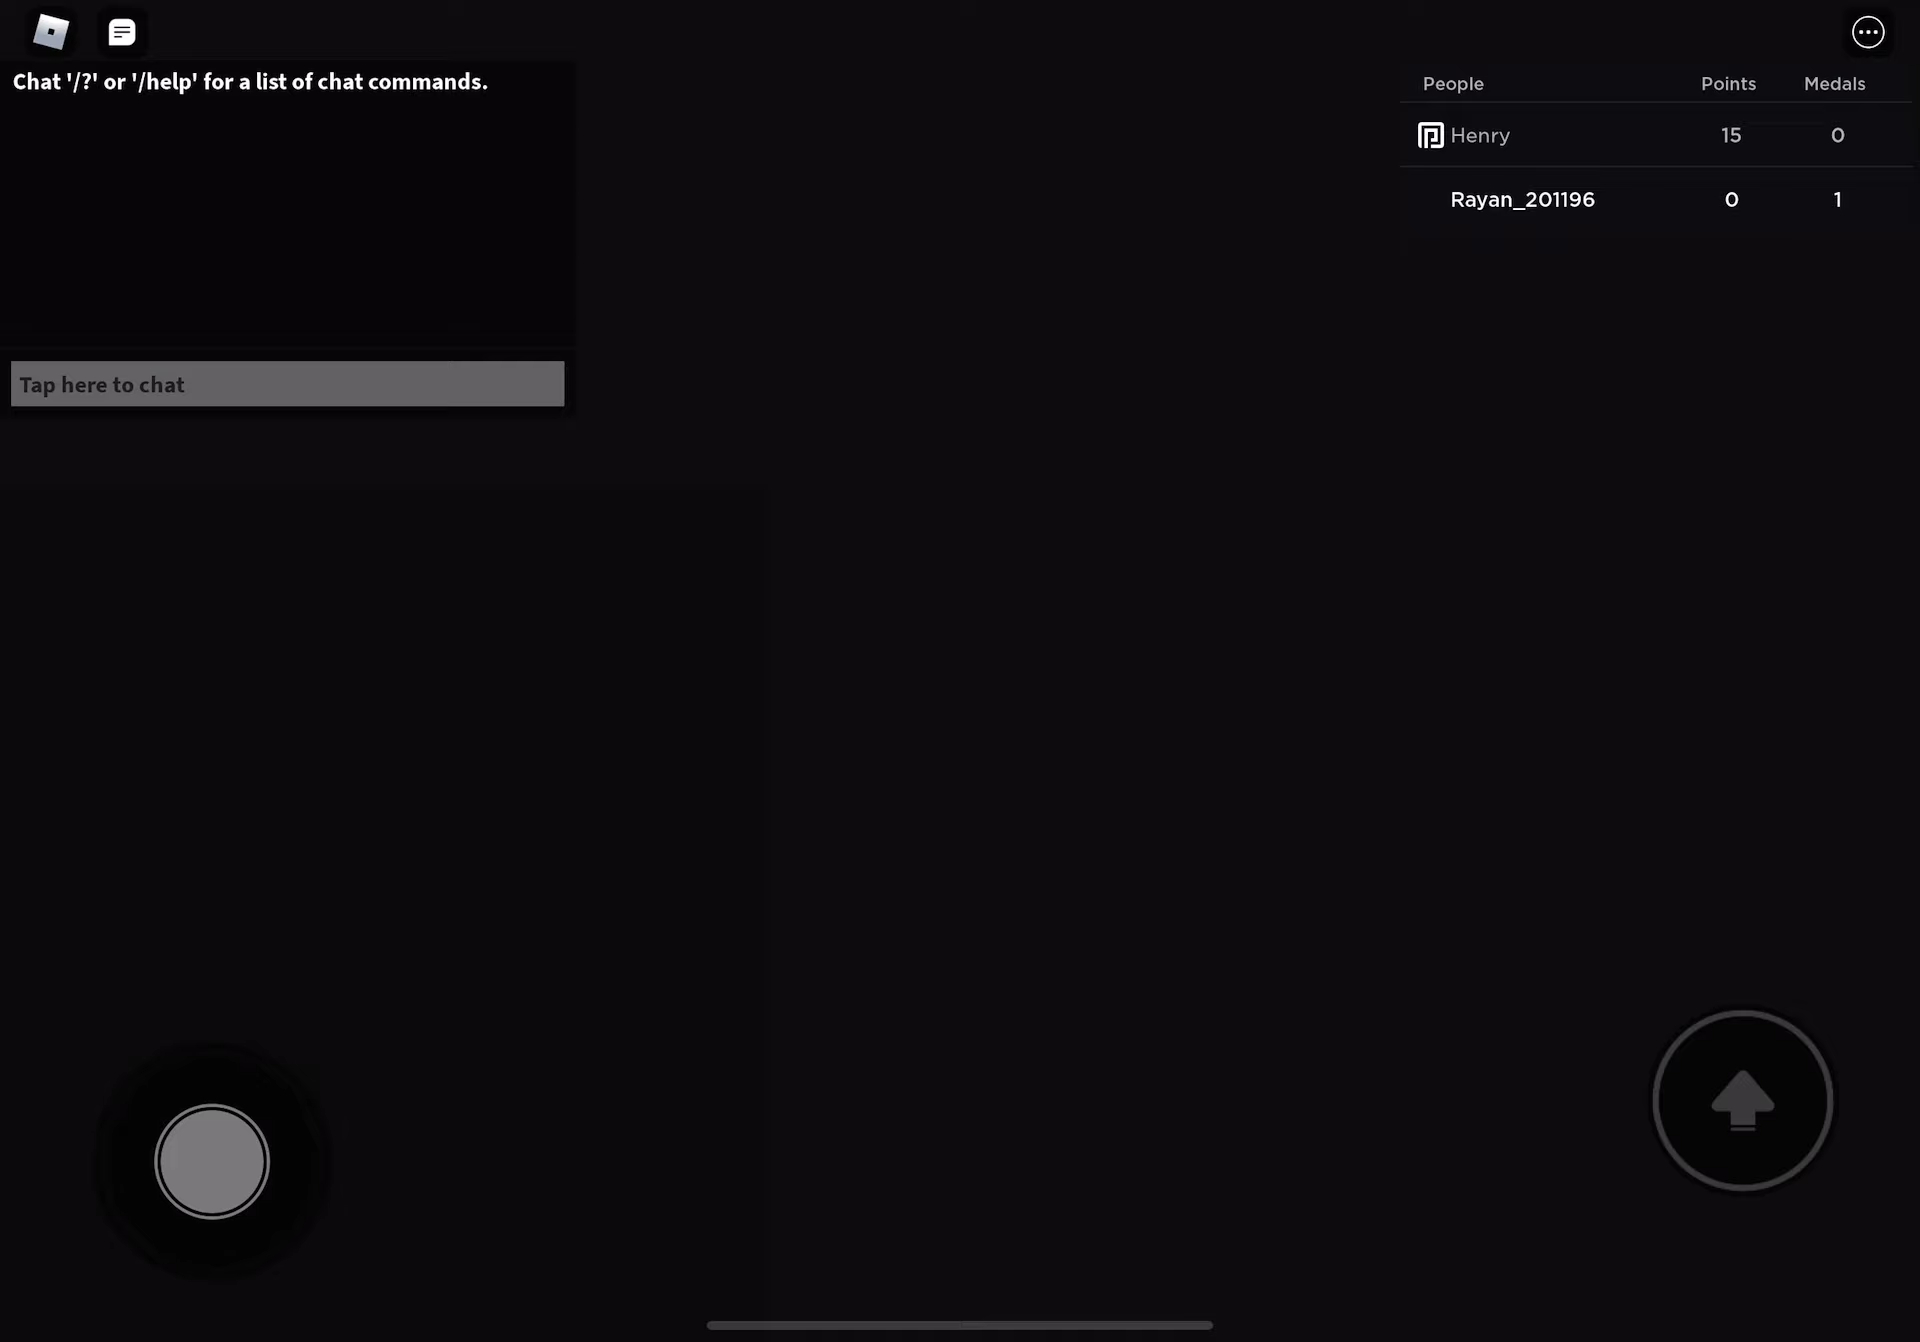 Chat '/?' or '/help' for a list of chat commands.
Tap here to chat
People Points Medals
Henry 15 0
Rayan_201196 0 1